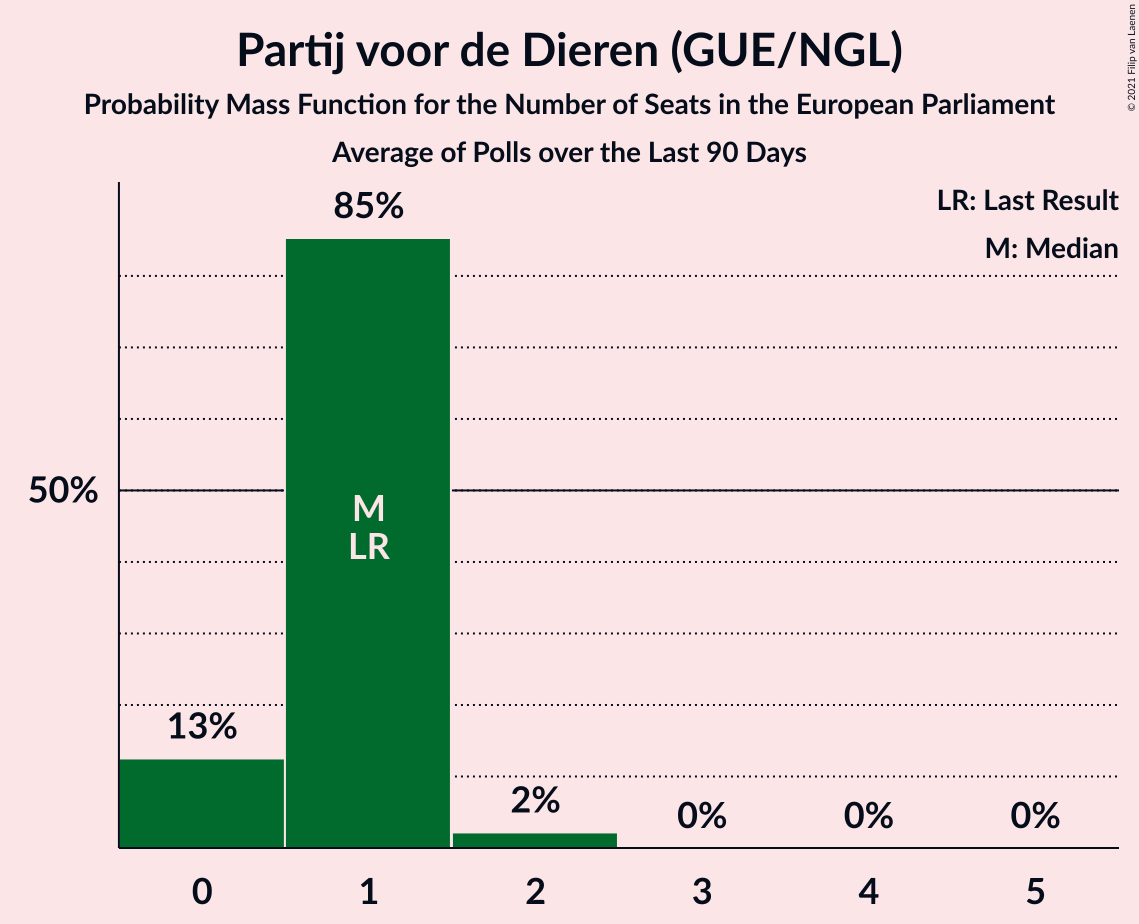 Partij voor de Dieren (GUE/NGL)
Probability Mass Function for the Number of Seats in the European Parliament
Average of Polls over the Last 90 Days
© 2021 Filip van Laenen
LR: Last Result
M: Median
85%
50%
M
LR
13%
2%
0%
0%
0%
0
1
2
3
4
5